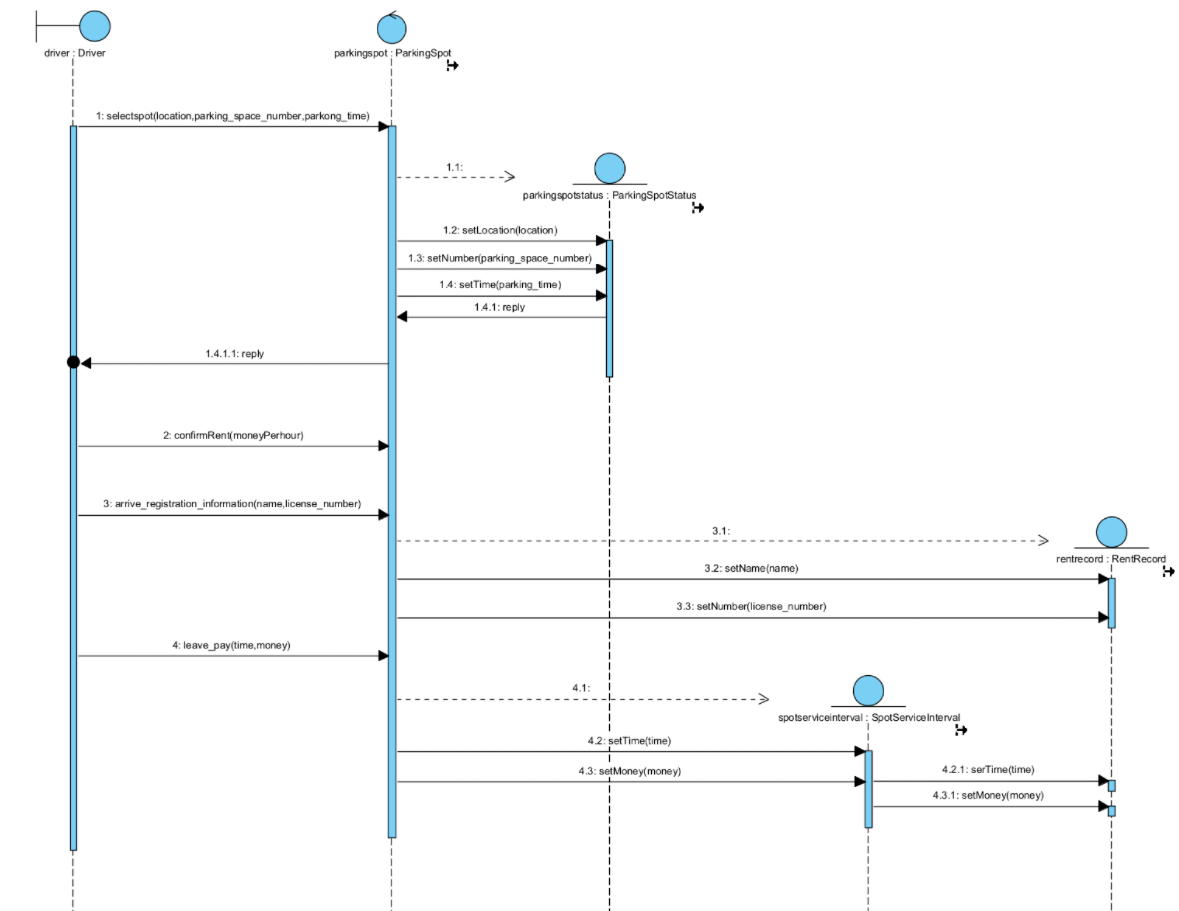 driver : Driver
parkingspot : ParkingSpot
1: selectspot(location,parking_space_number,parkong_time)
1.1:
parkingspotstatus : ParkingSpotStatus
1.2: setLocation(location)
1.3: setNumber(parking_space_number)
1.4: setTime(parking_time)
1.4.1: reply
1.4.1.1: reply
2: confirmRent(moneyPerhour)
3: arrive_registration_information(name,license_number)
3.1:
rentrecord : RentRecord
3.2: setName(name)
3.3: setNumber(license_number)
4: leave_pay(time,money)
4.1:
spotserviceinterval : SpotServiceInterval
4.2: setTime(time)
4.3: setMoney(money)
4.2.1: serTime(time)
4.3.1: setMoney(money)